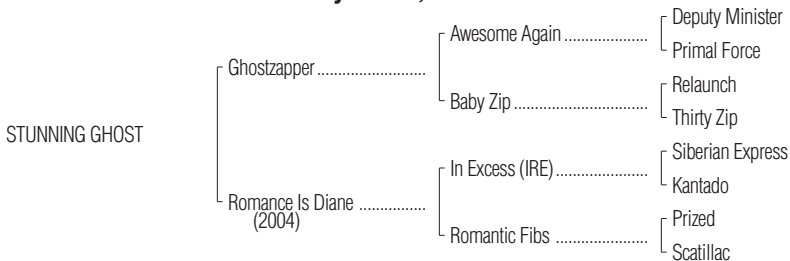 Deputy Minister
Awesome Again ....................
Primal Force
Ghostzapper..........................
Relaunch
Baby Zip ................................
Thirty Zip
STUNNING GHOST
Siberian Express
In Excess (IRE)......................
Kantado
Romance Is Diane ................
(2004)
Prized
Romantic Fibs ......................
Scatillac